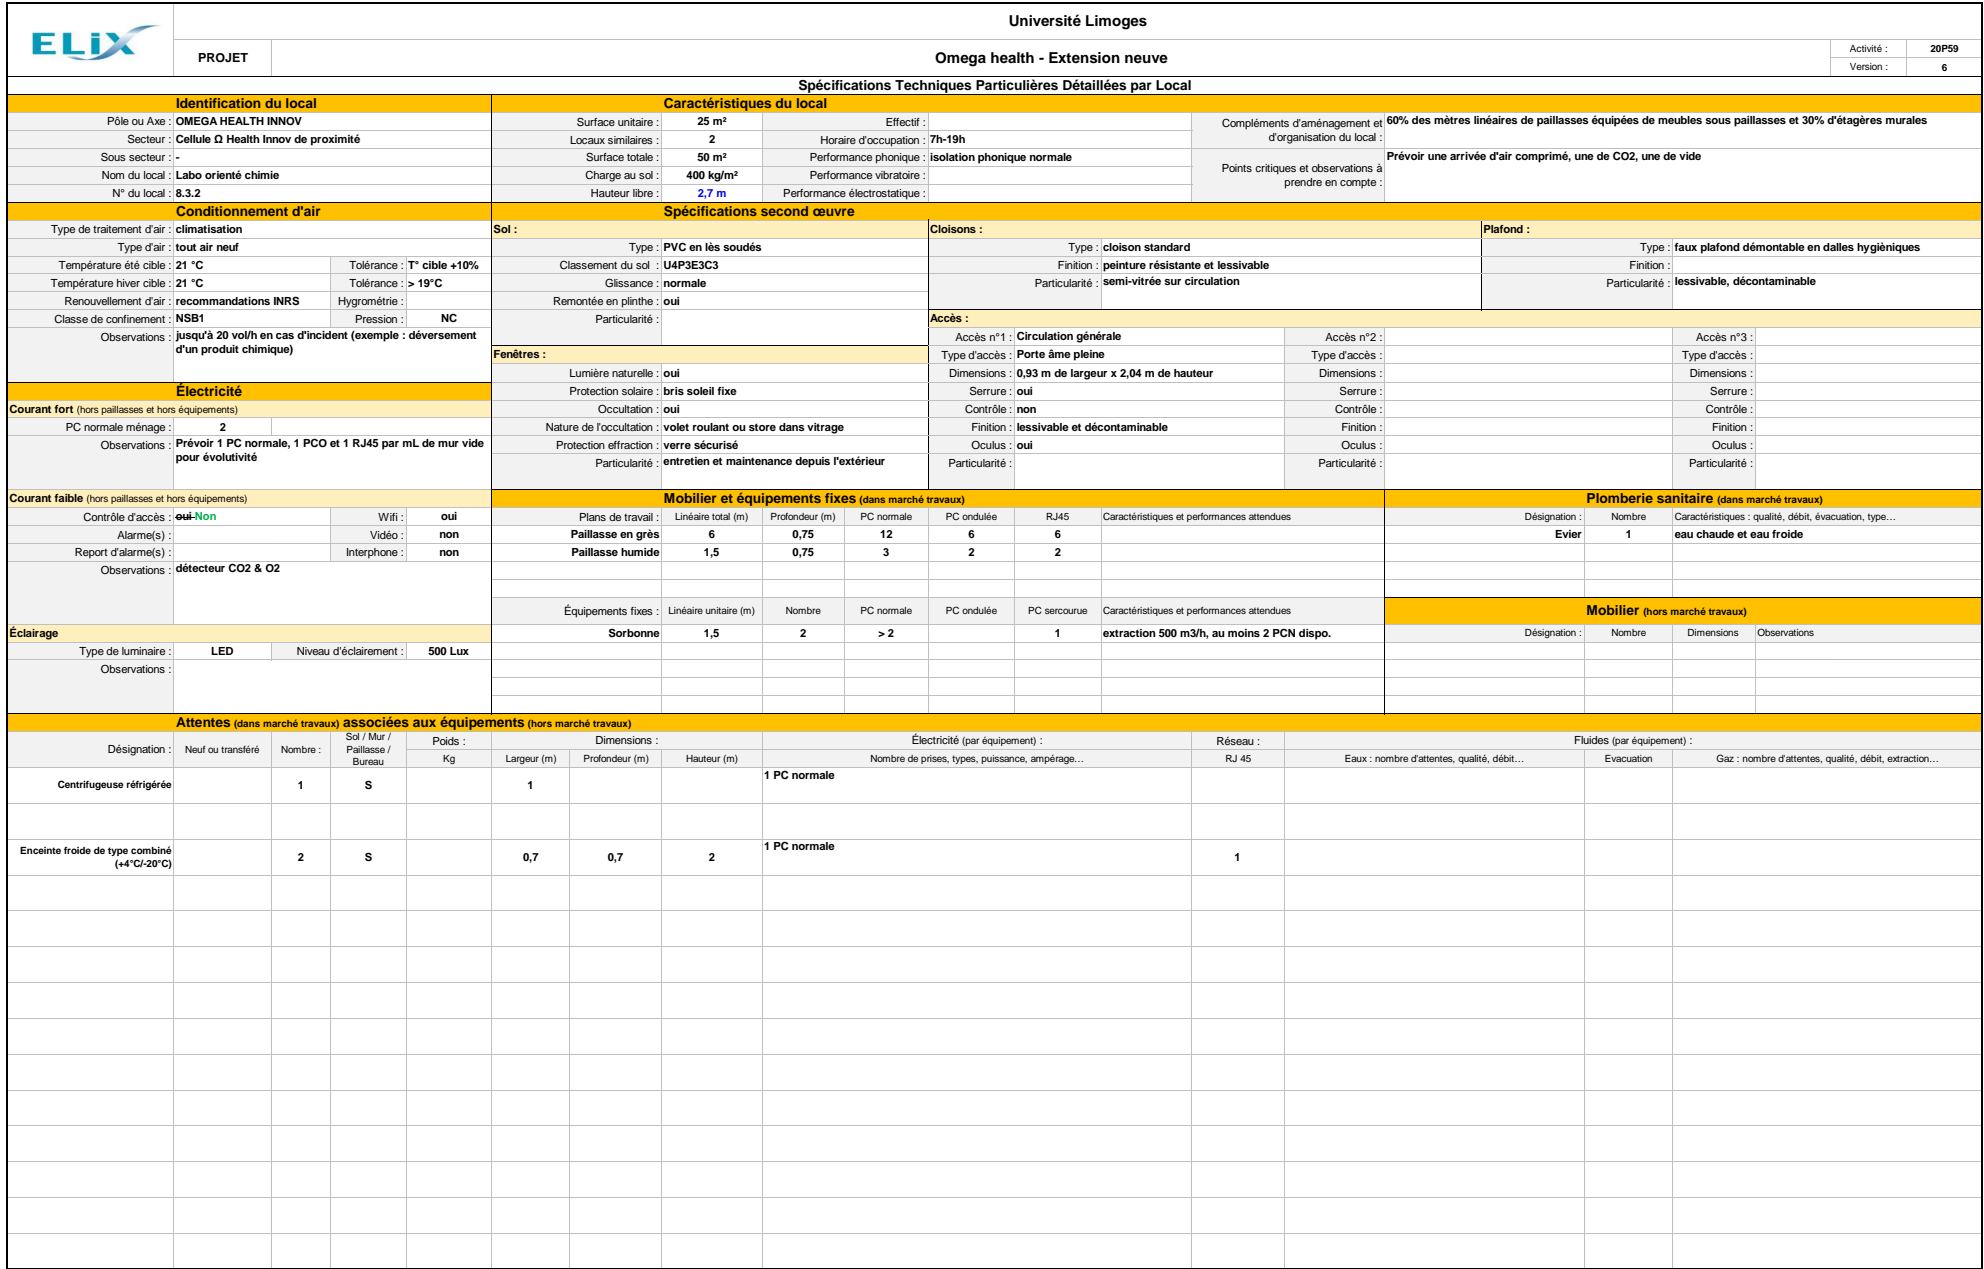 ELiX
Université Limoges
PROJET
Omega health - Extension neuve
Activité : 20P59
Version : 6
Spécifications Techniques Particulières Détaillées par Local
Identification du local
Caractéristiques du local
Pôle ou Axe : OMEGA HEALTH INNOV
Secteur : Cellule Ω Health Innov de proximité
Sous secteur : -
Nom du local : Labo orienté chimie
N° du local : 8.3.2
Surface unitaire : 25 m²
Locaux similaires : 2
Surface totale : 50 m²
Charge au sol : 400 kg/m²
Hauteur libre : 2,7 m
Effectif :
Horaire d'occupation : 7h-19h
Performance phonique : isolation phonique normale
Performance vibratoire :
Performance électrostatique :
Compléments d'aménagement et
d'organisation du local :
60% des mètres linéaires de paillasses équipées de meubles sous paillasses et 30% d'étagères murales
Points critiques et observations à
prendre en compte :
Prévoir une arrivée d'air comprimé, une de CO2, une de vide
Conditionnement d'air
Type de traitement d'air : climatisation
Type d'air : tout air neuf
Température été cible : 21 °C Tolérance : T° cible +10%
Température hiver cible : 21 °C Tolérance : > 19°C
Renouvellement d'air : recommandations INRS Hygrométrie :
Classe de confinement : NSB1 Pression : NC
Observations : jusqu'à 20 vol/h en cas d'incident (exemple : déversement
d'un produit chimique)
Spécifications second œuvre
Sol :
Type : PVC en lès soudés
Classement du sol : U4P3E3C3
Glissance : normale
Remontée en plinthe : oui
Particularité :
Cloisons :
Type : cloison standard
Finition : peinture résistante et lessivable
Particularité : semi-vitrée sur circulation
Plafond :
Type : faux plafond démontable en dalles hygièniques
Finition :
Particularité : lessivable, décontaminable
Fenêtres :
Lumière naturelle : oui
Protection solaire : bris soleil fixe
Occultation : oui
Nature de l'occultation : volet roulant ou store dans vitrage
Protection effraction : verre sécurisé
Particularité : entretien et maintenance depuis l'extérieur
Accès :
Accès n°1 : Circulation générale Accès n°2 : Accès n°3 :
Type d'accès : Porte âme pleine Type d'accès : Type d'accès :
Dimensions : 0,93 m de largeur x 2,04 m de hauteur Dimensions : Dimensions :
Serrure : oui Serrure : Serrure :
Contrôle : non Contrôle : Contrôle :
Finition : lessivable et décontaminable Finition : Finition :
Oculus : oui Oculus : Oculus :
Particularité : Particularité : Particularité :
Électricité
Courant fort (hors paillasses et hors équipements)
PC normale ménage : 2
Observations : Prévoir 1 PC normale, 1 PCO et 1 RJ45 par mL de mur vide
pour évolutivité
Courant faible (hors paillasses et hors équipements)
Contrôle d'accès : oui Non Wifi : oui
Alarme(s) : Vidéo : non
Report d'alarme(s) : Interphone : non
Observations : détecteur CO2 & O2
Éclairage
Type de luminaire : LED Niveau d'éclairement : 500 Lux
Observations :
Mobilier et équipements fixes (dans marché travaux)
Plans de travail : Linéaire total (m) Profondeur (m) PC normale PC ondulée RJ45 Caractéristiques et performances attendues
Paillasse en grès 6 0,75 12 6 6
Paillasse humide 1,5 0,75 3 2 2
Équipements fixes : Linéaire unitaire (m) Nombre PC normale PC ondulée PC sercourue Caractéristiques et performances attendues
Sorbonne 1,5 2 > 2 1 extraction 500 m3/h, au moins 2 PCN dispo.
Plomberie sanitaire (dans marché travaux)
Désignation : Nombre Caractéristiques : qualité, débit, évacuation, type…
Evier 1 eau chaude et eau froide
Mobilier (hors marché travaux)
Désignation : Nombre Dimensions Observations
Attentes (dans marché travaux) associées aux équipements (hors marché travaux)
Désignation : Neuf ou transféré Nombre : Sol / Mur /
Paillasse /
Bureau
Poids : Dimensions : Électricité (par équipement) : Réseau : Fluides (par équipement) :
Kg Largeur (m) Profondeur (m) Hauteur (m) Nombre de prises, types, puissance, ampérage… RJ 45 Eaux : nombre d'attentes, qualité, débit… Evacuation Gaz : nombre d'attentes, qualité, débit, extraction…
Centrifugeuse réfrigérée 1 S 1 1 PC normale
Enceinte froide de type combiné
(+4°C/-20°C) 2 S 0,7 0,7 2 1 PC normale 1